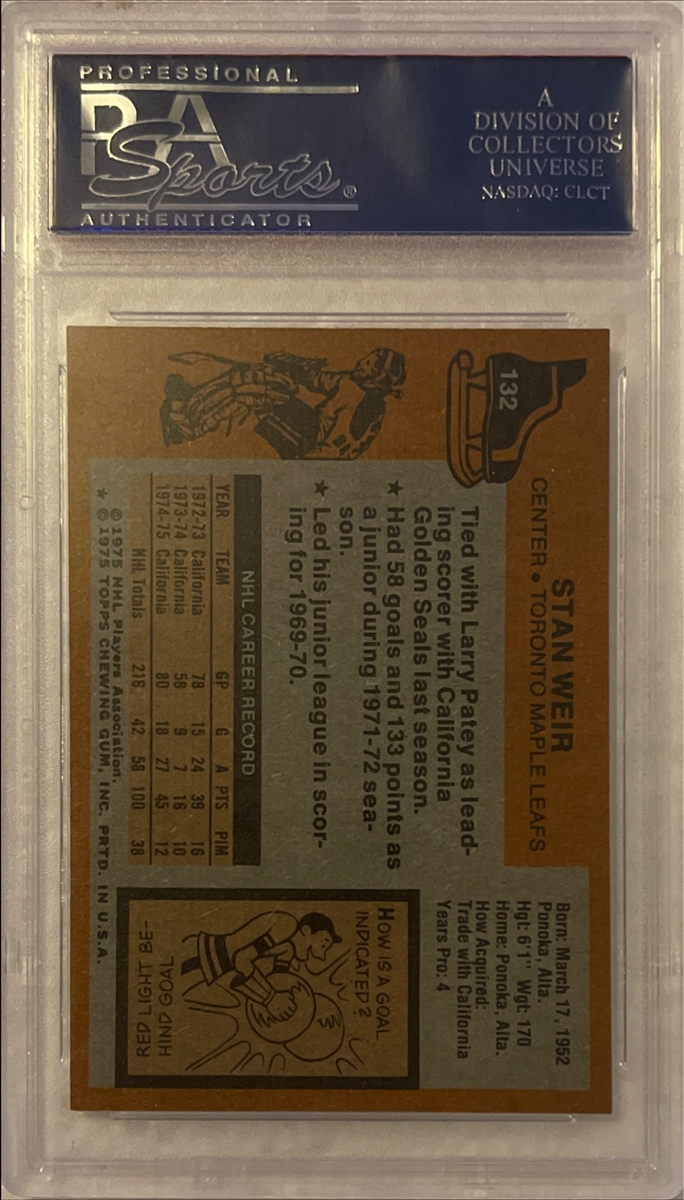 PROFESSIONAL
PSA
Sports®
AUTHENTICATOR
A
DIVISION OF
COLLECTORS
UNIVERSE
NASDAQ: CLCT
132
STAN WEIR
CENTER • TORONTO MAPLE LEAFS
Tied with Larry Patey as lead-
ing scorer with California
Golden Seals last season.
★ Had 58 goals and 133 points as
a junior during 1971-72 sea-
son.
★ Led his junior league in scor-
ing for 1969-70.
NHL CAREER RECORD
YEAR TEAM GP G A PTS PIM
1972-73 California 78 15 24 39 16
1973-74 California 58 9 7 16 10
1974-75 California 80 18 27 45 12
NHL Totals 216 42 58 100 38
© 1975 NHL Players Association.
★ © 1975 TOPPS CHEWING GUM, INC. PRTD. IN U.S.A.
Born: March 17, 1952
Ponoka, Alta.
Hgt: 6'1" Wgt: 170
Home: Ponoka, Alta.
How Acquired:
Trade with California
Years Pro: 4
HOW IS A GOAL
INDICATED?
RED LIGHT BE-
HIND GOAL